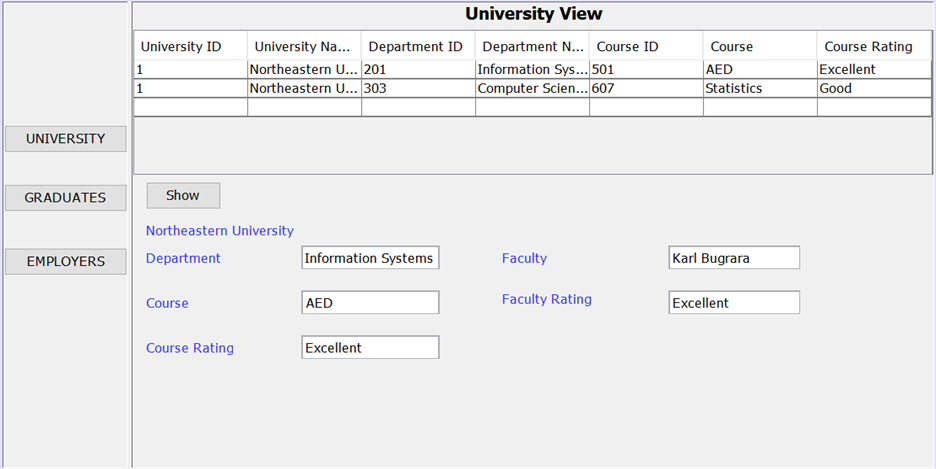 University View
University ID University Na... Department ID Department N... Course ID Course Course Rating
1 Northeastern U... 201 Information Sys... 501 AED Excellent
1 Northeastern U... 303 Computer Scien... 607 Statistics Good
UNIVERSITY
GRADUATES
EMPLOYERS
Show
Northeastern University
Department Information Systems Faculty Karl Bugrara
Course AED Faculty Rating Excellent
Course Rating Excellent